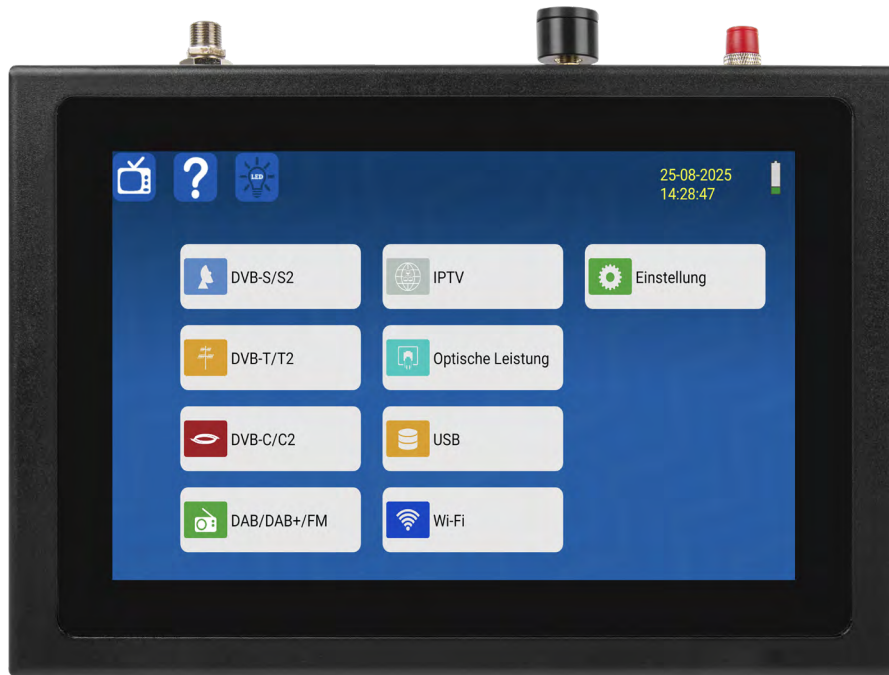 ?
LED
25-08-2025
14:28:47
DVB-S/S2
IPTV
Einstellung
DVB-T/T2
Optische Leistung
DVB-C/C2
USB
DAB/DAB+/FM
Wi-Fi